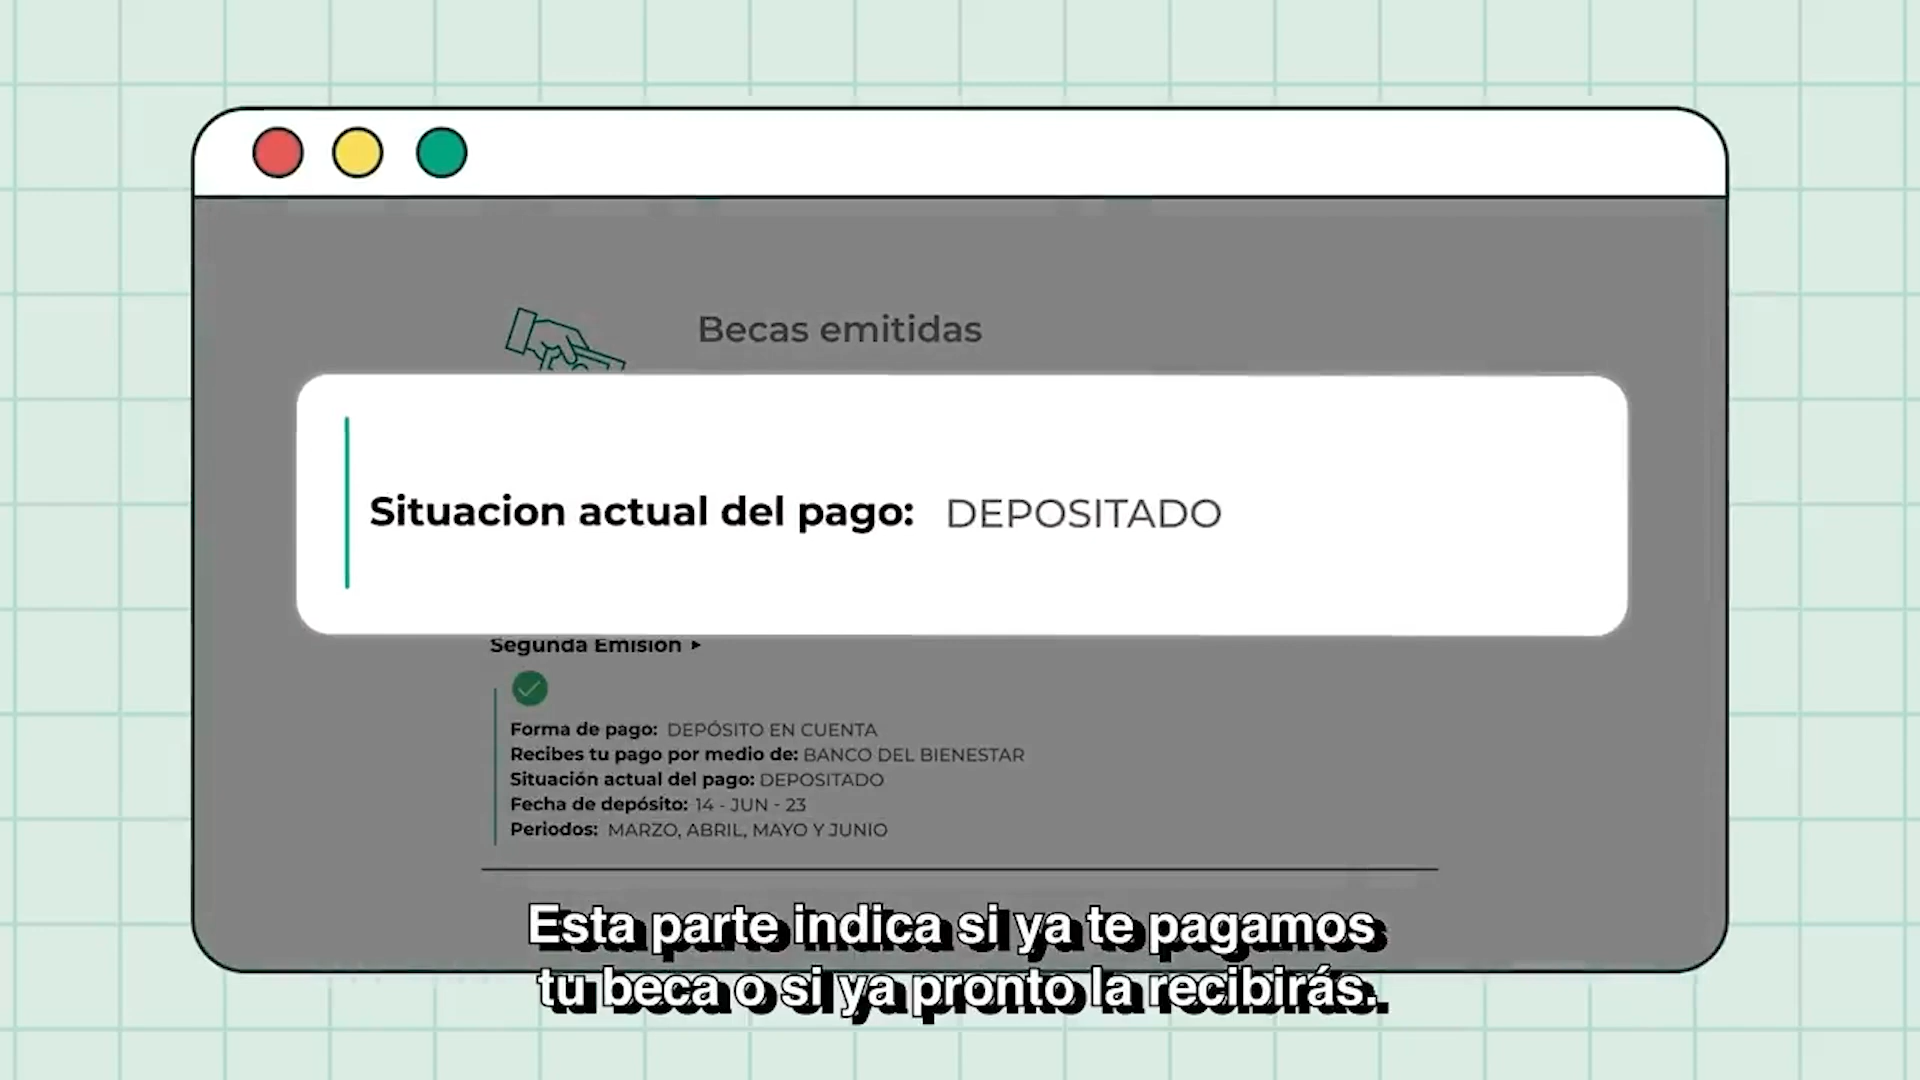 Becas emitidas
Situacion actual del pago: DEPOSITADO
Segunda Emisión ▸
Forma de pago: DEPÓSITO EN CUENTA
Recibes tu pago por medio de: BANCO DEL BIENESTAR
Situación actual del pago: DEPOSITADO
Fecha de depósito: 14 - JUN - 23
Periodos: MARZO, ABRIL, MAYO Y JUNIO
Esta parte indica si ya te pagamos
tu beca o si ya pronto la recibirás.